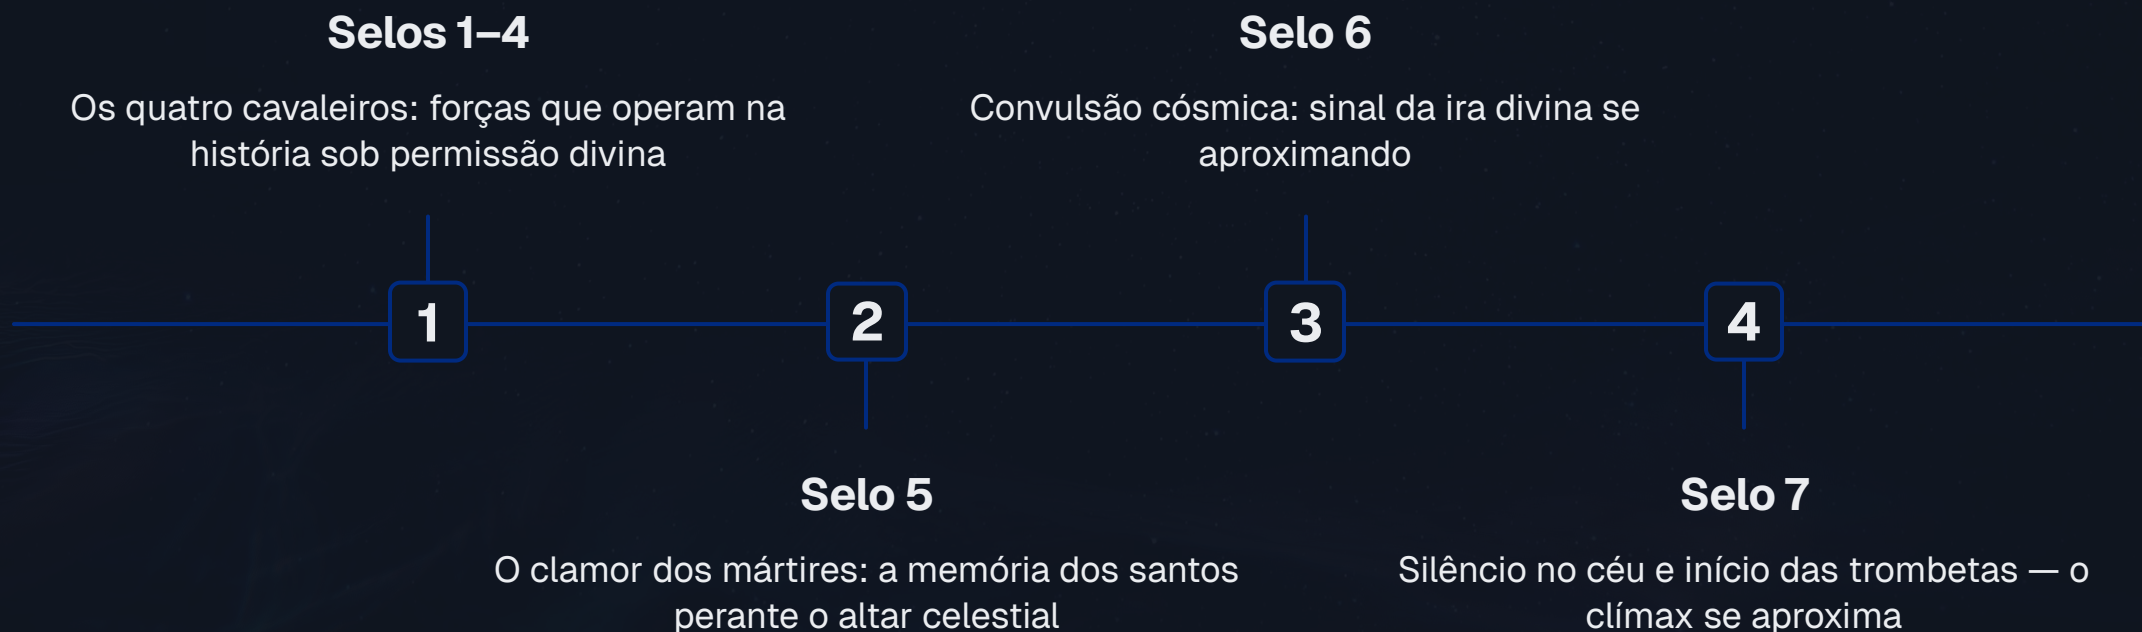 Selos 1–4
Os quatro cavaleiros: forças que operam na
história sob permissão divina
Selo 6
Convulsão cósmica: sinal da ira divina se
aproximando
1
2
3
4
Selo 5
O clamor dos mártires: a memória dos santos
perante o altar celestial
Selo 7
Silêncio no céu e início das trombetas — o
clímax se aproxima